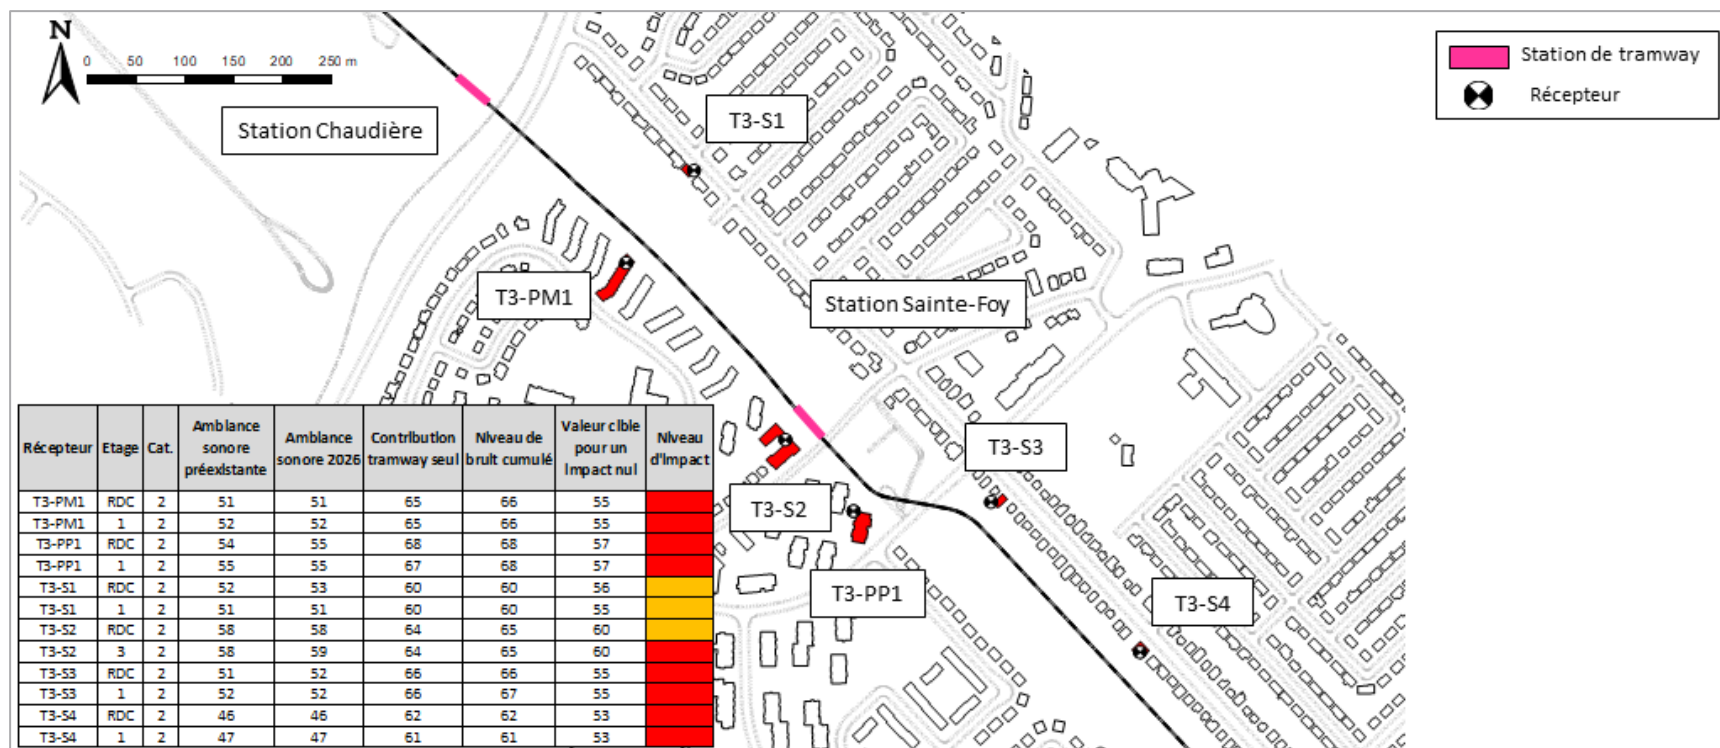 N
0 50 100 150 200 250 m
Station de tramway
Récepteur
Station Chaudière
T3-S1
T3-PM1
Station Sainte-Foy
T3-S3
T3-S2
T3-PP1
T3-S4
Récepteur Etage Cat. Ambiance sonore préexistante Ambiance sonore 2026 Contribution tramway seul Niveau de bruit cumulé Valeur cible pour un impact nul Niveau d'impact
T3-PM1 RDC 2 51 51 65 66 55
T3-PM1 1 2 52 52 65 66 55
T3-PP1 RDC 2 54 55 68 68 57
T3-PP1 1 2 55 55 67 68 57
T3-S1 RDC 2 52 53 60 60 56
T3-S1 1 2 51 51 60 60 55
T3-S2 RDC 2 58 58 64 65 60
T3-S2 3 2 58 59 64 65 60
T3-S3 RDC 2 51 52 66 66 55
T3-S3 1 2 52 52 66 67 55
T3-S4 RDC 2 46 46 62 62 53
T3-S4 1 2 47 47 61 61 53